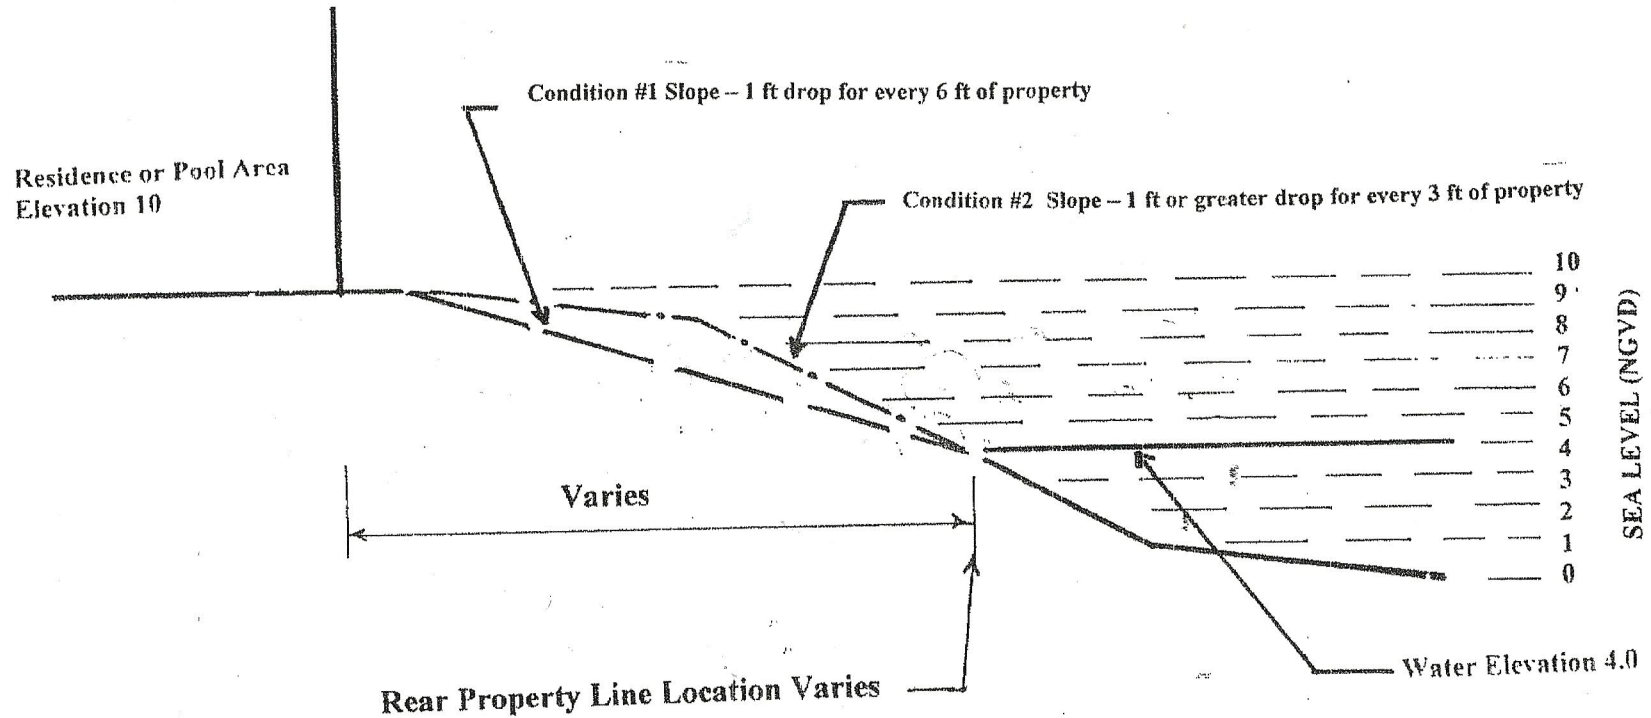 Condition #1 Slope – 1 ft drop for every 6 ft of property
Residence or Pool Area
Elevation 10
Condition #2 Slope – 1 ft or greater drop for every 3 ft of property
10
9
8
7
6
5
4
3
2
1
0
SEA LEVEL (NGVD)
Varies
Water Elevation 4.0
Rear Property Line Location Varies